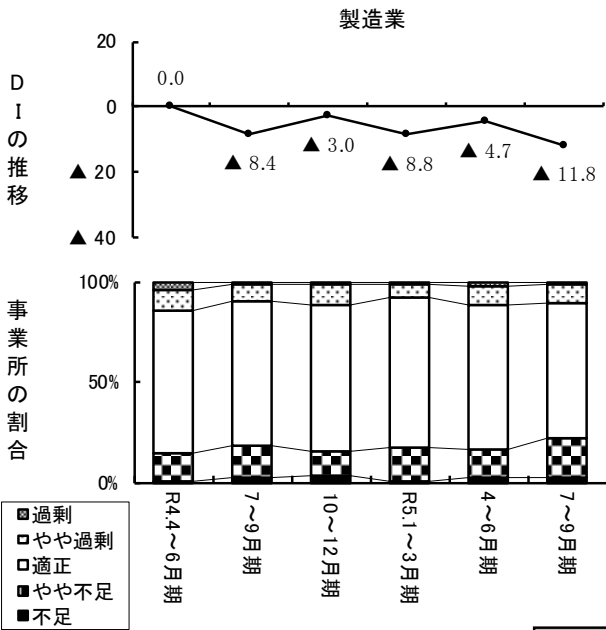 製造業
DIの推移
20
0
▲ 20
▲ 40
0.0
▲ 8.4
▲ 3.0
▲ 8.8
▲ 4.7
▲ 11.8
事業所の割合
100%
50%
0%
R4.4～6月期
7～9月期
10～12月期
R5.1～3月期
4～6月期
7～9月期
過剰
やや過剰
適正
やや不足
不足